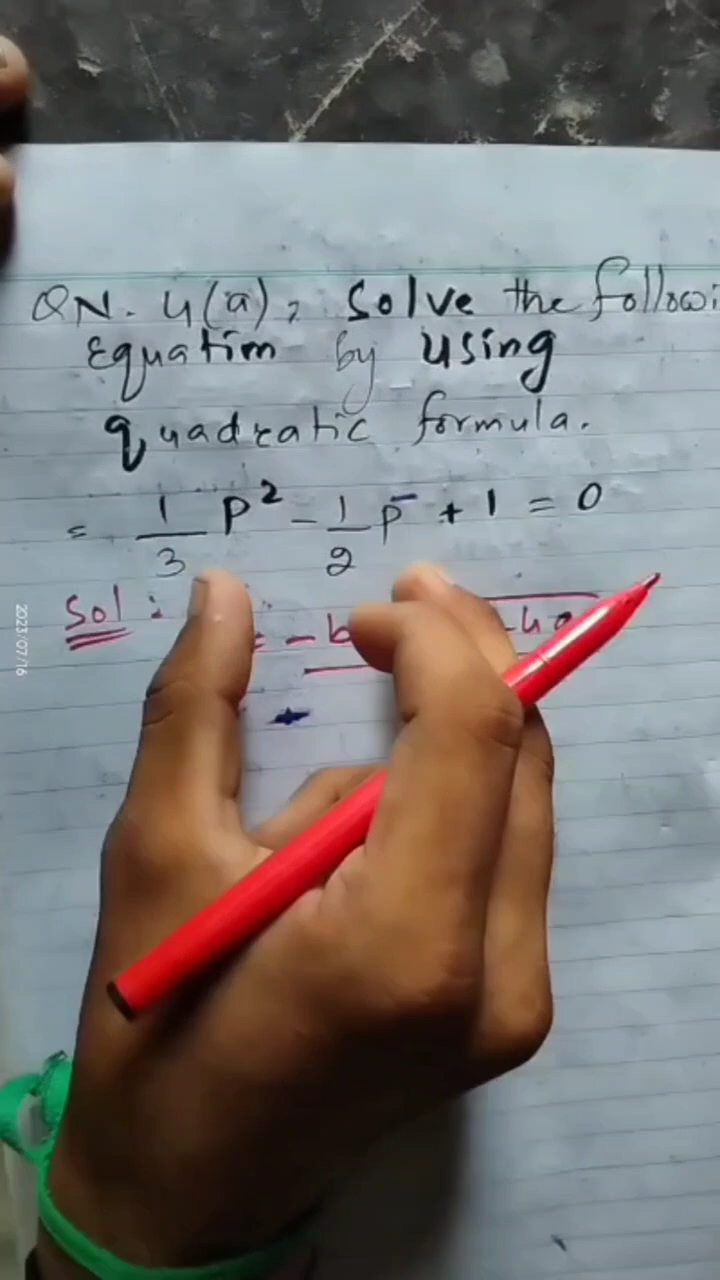 QN. 4(a), Solve the followi
Equation by using
quadratic formula.
= 1/3 P² - 1/2 p + 1 = 0
Sol : = -b -4a
2023/07/16